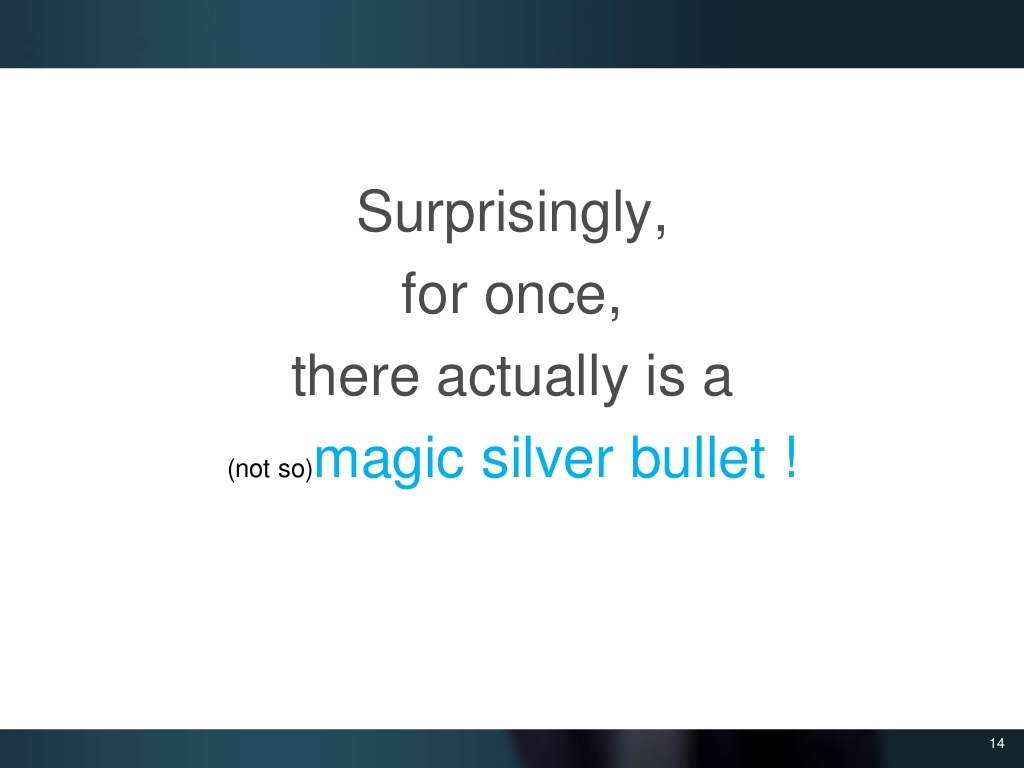 Surprisingly,
for once,
there actually is a
(not so)magic silver bullet !
14